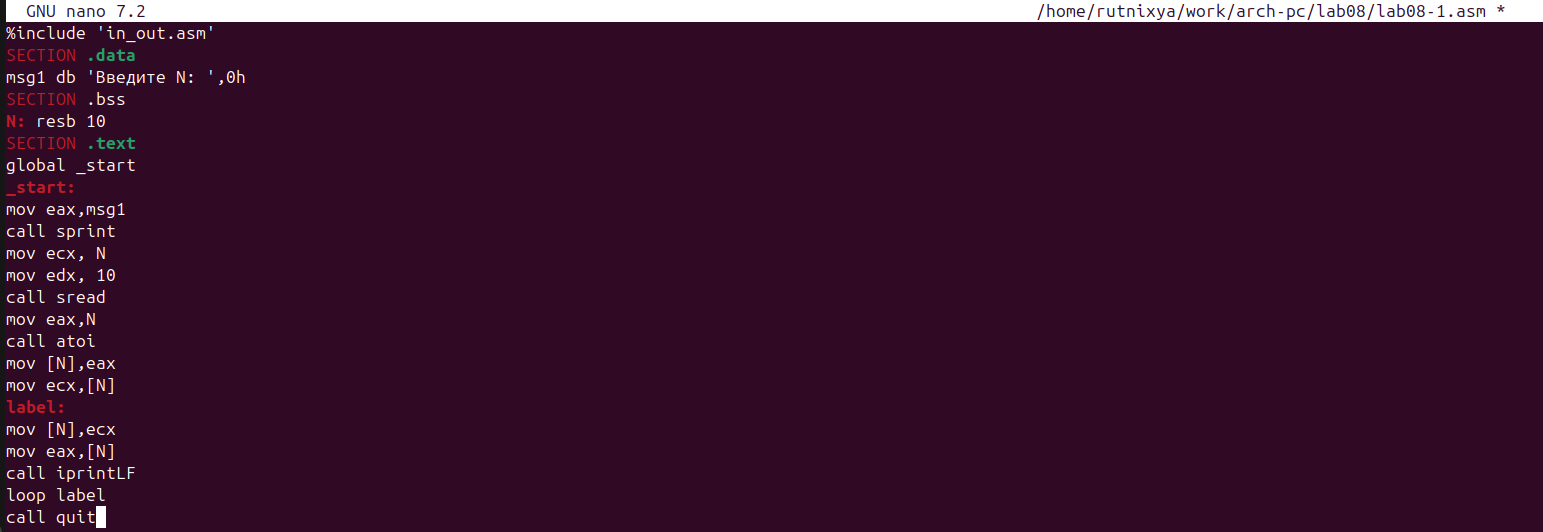 GNU nano 7.2 /home/rutnixya/work/arch-pc/lab08/lab08-1.asm *
%include 'in_out.asm'
SECTION .data
msg1 db 'Введите N: ',0h
SECTION .bss
N: resb 10
SECTION .text
global _start
_start:
mov eax,msg1
call sprint
mov ecx, N
mov edx, 10
call sread
mov eax,N
call atoi
mov [N],eax
mov ecx,[N]
label:
mov [N],ecx
mov eax,[N]
call iprintLF
loop label
call quit